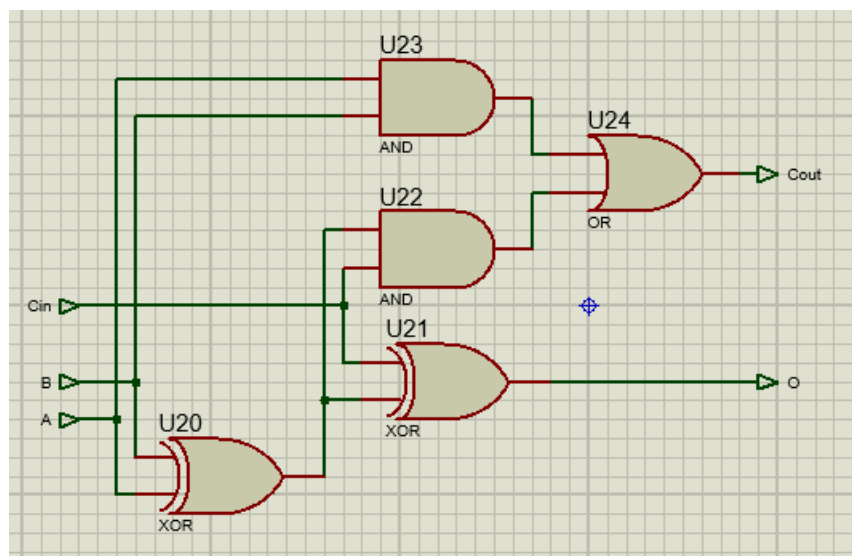 U23
AND
U24
Cout
OR
U22
AND
Cin
U21
B
O
A
U20
XOR
XOR